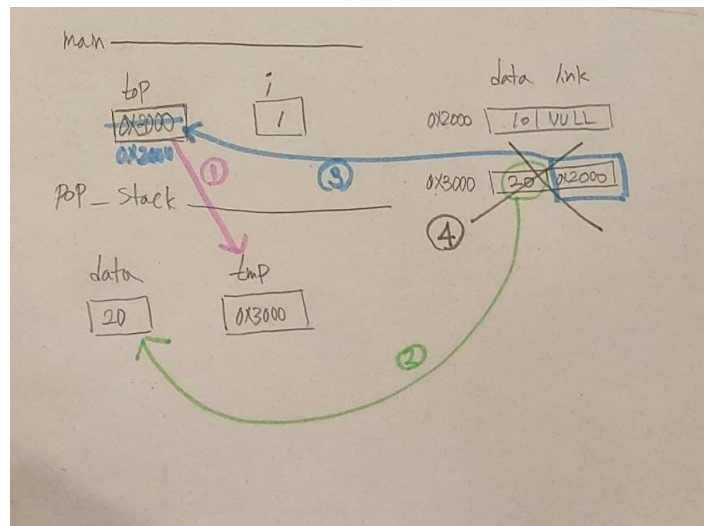 main
top
i
data link
0X3000
1
0X2000 10 NULL
0X2000
①
③
0X3000 20 0X2000
pop_stack
④
data
tmp
20
0X3000
②